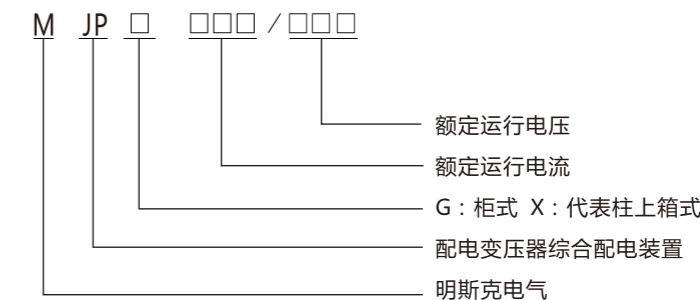 M JP □ □□□ / □□□
额定运行电压
额定运行电流
G：柜式 X：代表柱上箱式
配电变压器综合配电装置
明斯克电气